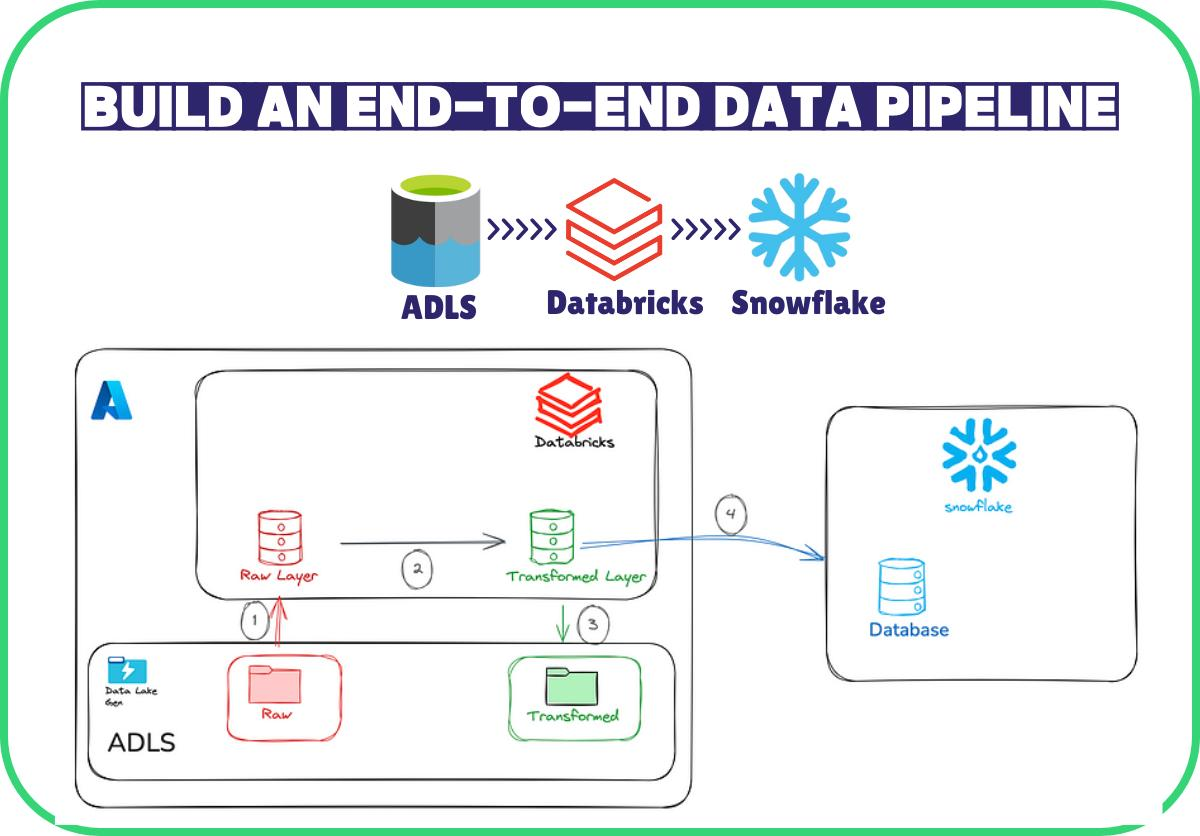 BUILD AN END-TO-END DATA PIPELINE
ADLS
Databricks
Snowflake
Databricks
snowflake
4
Raw Layer
2
Transformed Layer
1
3
Database
Data Lake
Gen
Raw
Transformed
ADLS